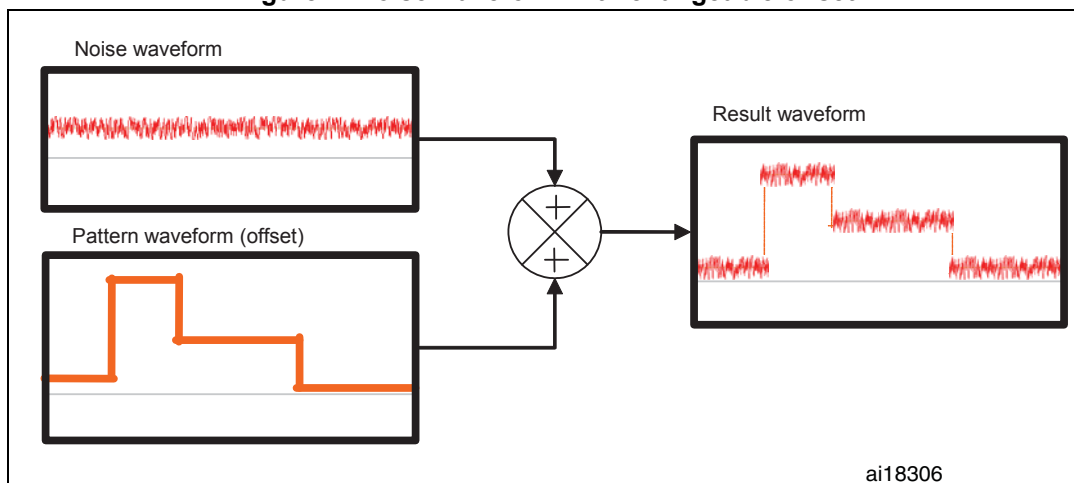 Noise waveform
Result waveform
Pattern waveform (offset)
+
+
ai18306